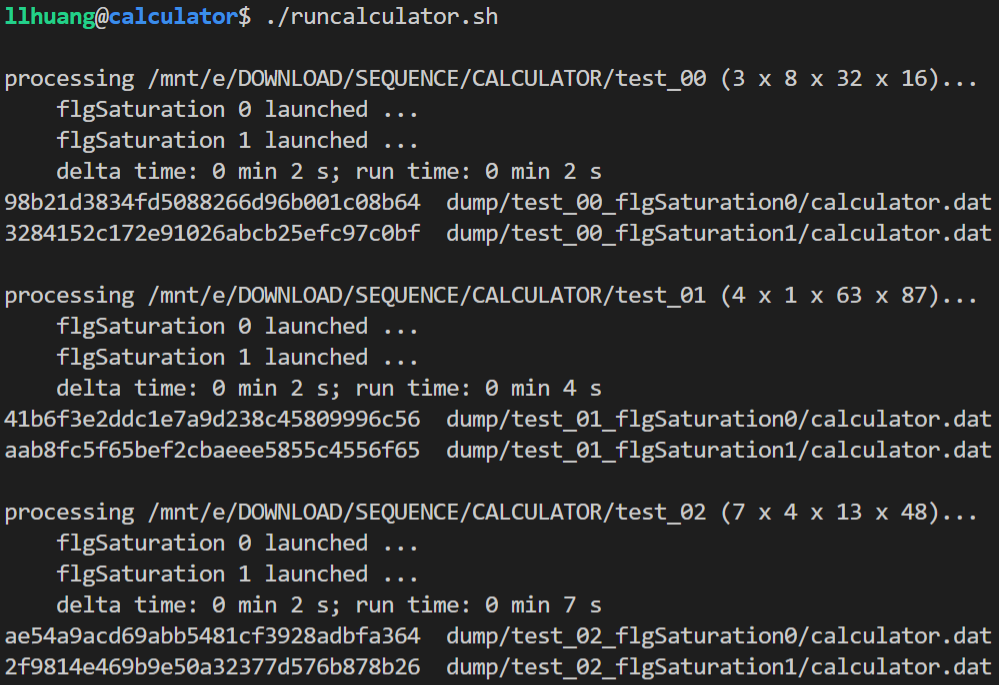 llhuang@calculator$ ./runcalculator.sh
processing /mnt/e/DOWNLOAD/SEQUENCE/CALCULATOR/test_00 (3 x 8 x 32 x 16)...
flgSaturation 0 launched ...
flgSaturation 1 launched ...
delta time: 0 min 2 s; run time: 0 min 2 s
98b21d3834fd5088266d96b001c08b64 dump/test_00_flgSaturation0/calculator.dat
3284152c172e91026abcb25efc97c0bf dump/test_00_flgSaturation1/calculator.dat
processing /mnt/e/DOWNLOAD/SEQUENCE/CALCULATOR/test_01 (4 x 1 x 63 x 87)...
flgSaturation 0 launched ...
flgSaturation 1 launched ...
delta time: 0 min 2 s; run time: 0 min 4 s
41b6f3e2ddc1e7a9d238c45809996c56 dump/test_01_flgSaturation0/calculator.dat
aab8fc5f65bef2cbaeee5855c4556f65 dump/test_01_flgSaturation1/calculator.dat
processing /mnt/e/DOWNLOAD/SEQUENCE/CALCULATOR/test_02 (7 x 4 x 13 x 48)...
flgSaturation 0 launched ...
flgSaturation 1 launched ...
delta time: 0 min 2 s; run time: 0 min 7 s
ae54a9acd69abb5481cf3928adbfa364 dump/test_02_flgSaturation0/calculator.dat
2f9814e469b9e50a32377d576b878b26 dump/test_02_flgSaturation1/calculator.dat